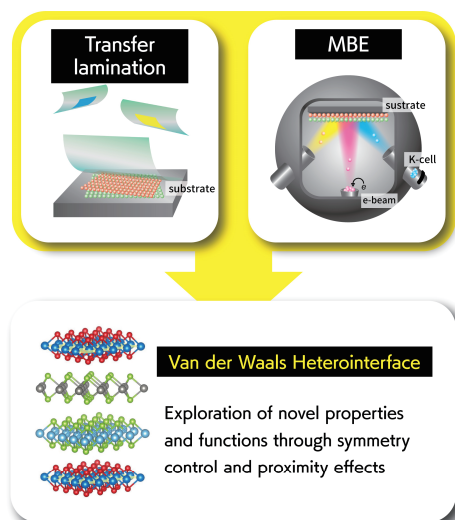 Transfer
lamination
substrate
MBE
sustrate
K-cell
e
e-beam
Van der Waals Heterointerface
Exploration of novel properties
and functions through symmetry
control and proximity effects